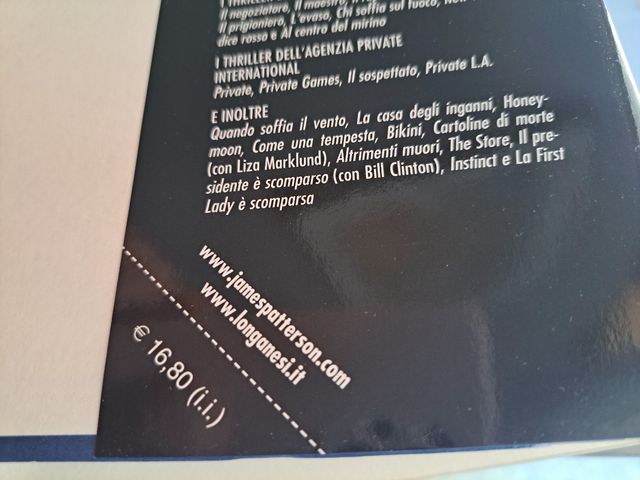 I THRILLER
Il negoziatore, Il maestro, Il
Il prigioniero, L'evaso, Chi soffia sul fuoco,
dice rosso e Al centro del mirino
I THRILLER DELL'AGENZIA PRIVATE
INTERNATIONAL
Private, Private Games, Il sospettato, Private L.A.
E INOLTRE
Quando soffia il vento, La casa degli inganni, Honey-
moon, Come una tempesta, Bikini, Cartoline di morte
(con Liza Marklund), Altrimenti muori, The Store, Il pre-
sidente è scomparso (con Bill Clinton), Instinct e La First
Lady è scomparsa
www.jamespatterson.com
www.longanesi.it
€ 16,80 (i.i.)